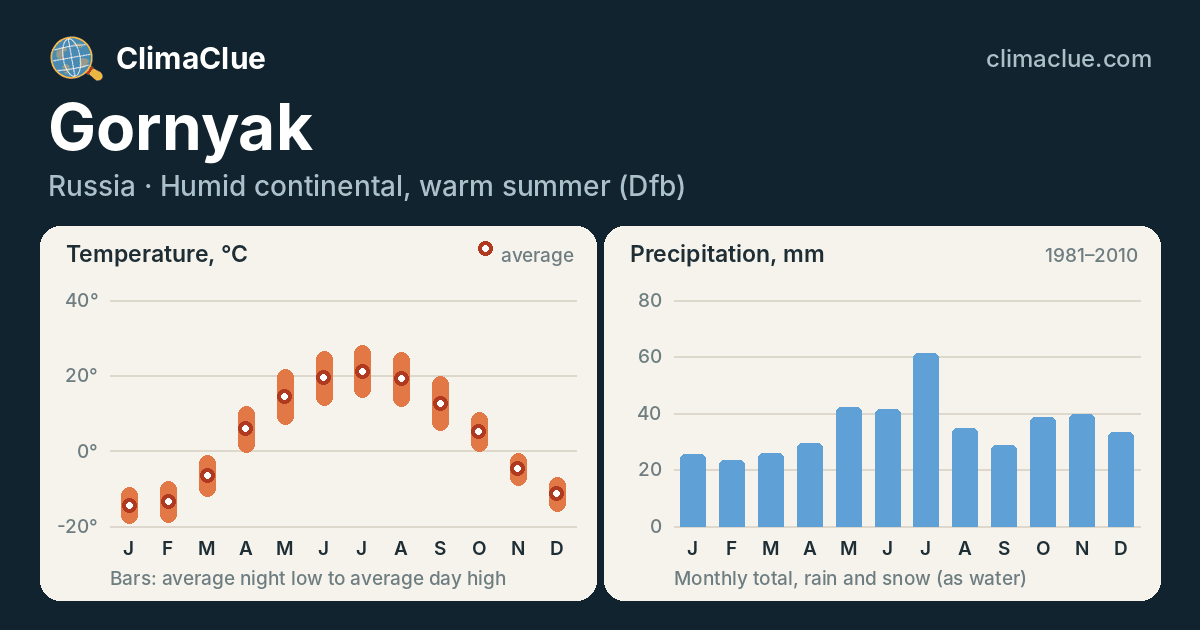 ClimaClue
climaclue.com
Gornyak
Russia · Humid continental, warm summer (Dfb)
Temperature, °C
average
40°
20°
0°
-20°
J F M A M J J A S O N D
Bars: average night low to average day high
Precipitation, mm
1981–2010
80
60
40
20
0
J F M A M J J A S O N D
Monthly total, rain and snow (as water)